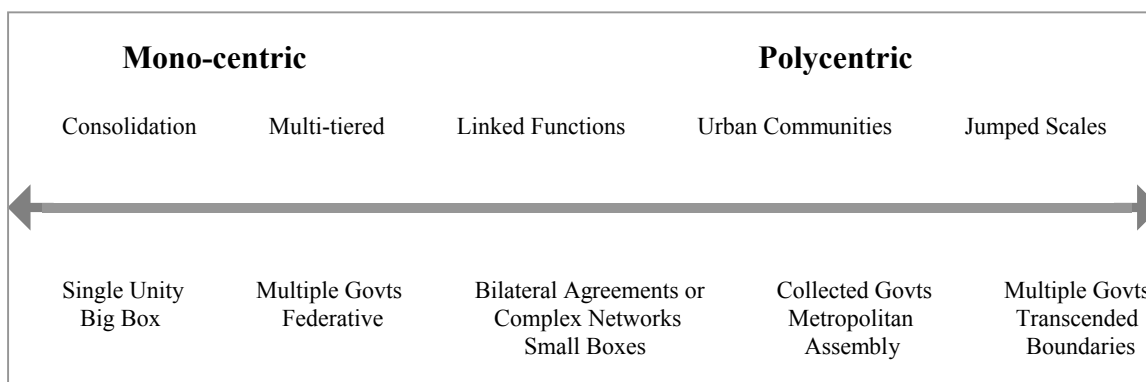 Mono-centric Polycentric
Consolidation Multi-tiered Linked Functions Urban Communities Jumped Scales
Single Unity Multiple Govts Bilateral Agreements or Collected Govts Multiple Govts
Big Box Federative Complex Networks Metropolitan Transcended
Small Boxes Assembly Boundaries